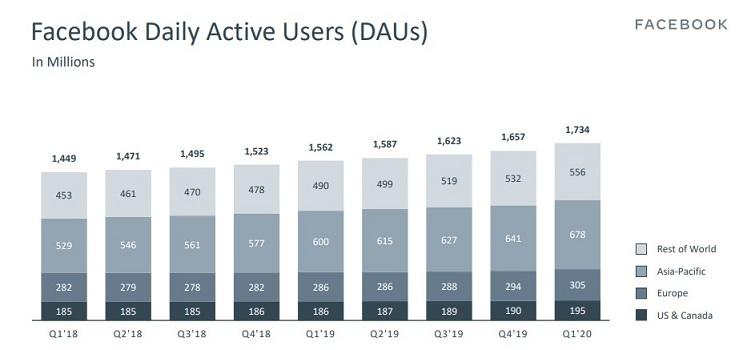 Facebook Daily Active Users (DAUs)
FACEBOOK
In Millions
1,449 1,471 1,495 1,523 1,562 1,587 1,623 1,657 1,734
453 461 470 478 490 499 519 532 556
529 546 561 577 600 615 627 641 678
282 279 278 282 286 286 288 294 305
185 185 185 186 186 187 189 190 195
Q1'18 Q2'18 Q3'18 Q4'18 Q1'19 Q2'19 Q3'19 Q4'19 Q1'20
Rest of World
Asia-Pacific
Europe
US & Canada